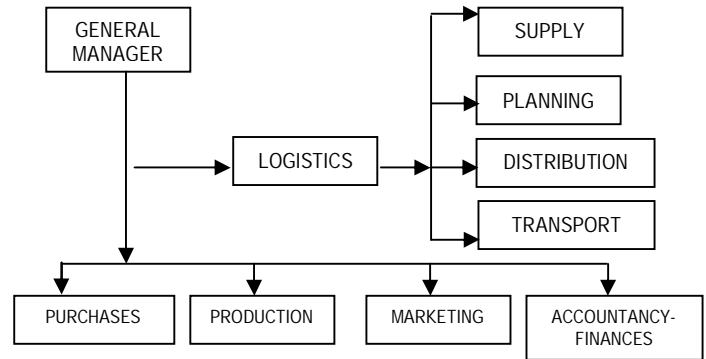 GENERAL
MANAGER
SUPPLY
PLANNING
LOGISTICS
DISTRIBUTION
TRANSPORT
PURCHASES
PRODUCTION
MARKETING
ACCOUNTANCY-
FINANCES